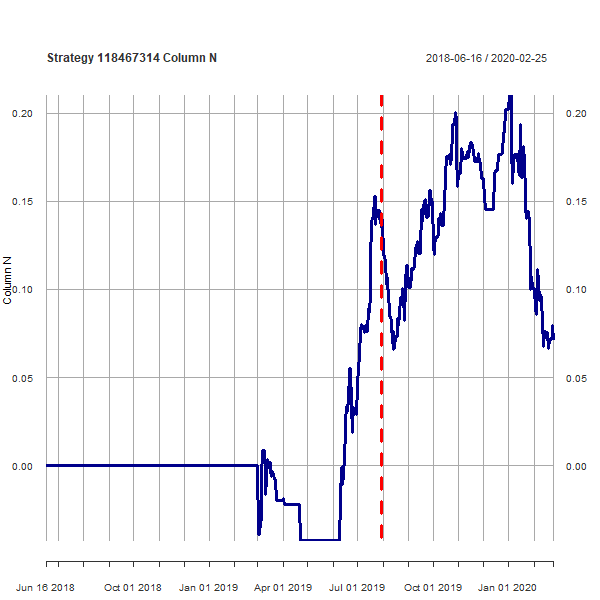 Strategy 118467314 Column N
2018-06-16 / 2020-02-25
0.20
0.20
0.15
0.15
Column N
0.10
0.10
0.05
0.05
0.00
0.00
Jun 16 2018
Oct 01 2018
Jan 01 2019
Apr 01 2019
Jul 01 2019
Oct 01 2019
Jan 01 2020